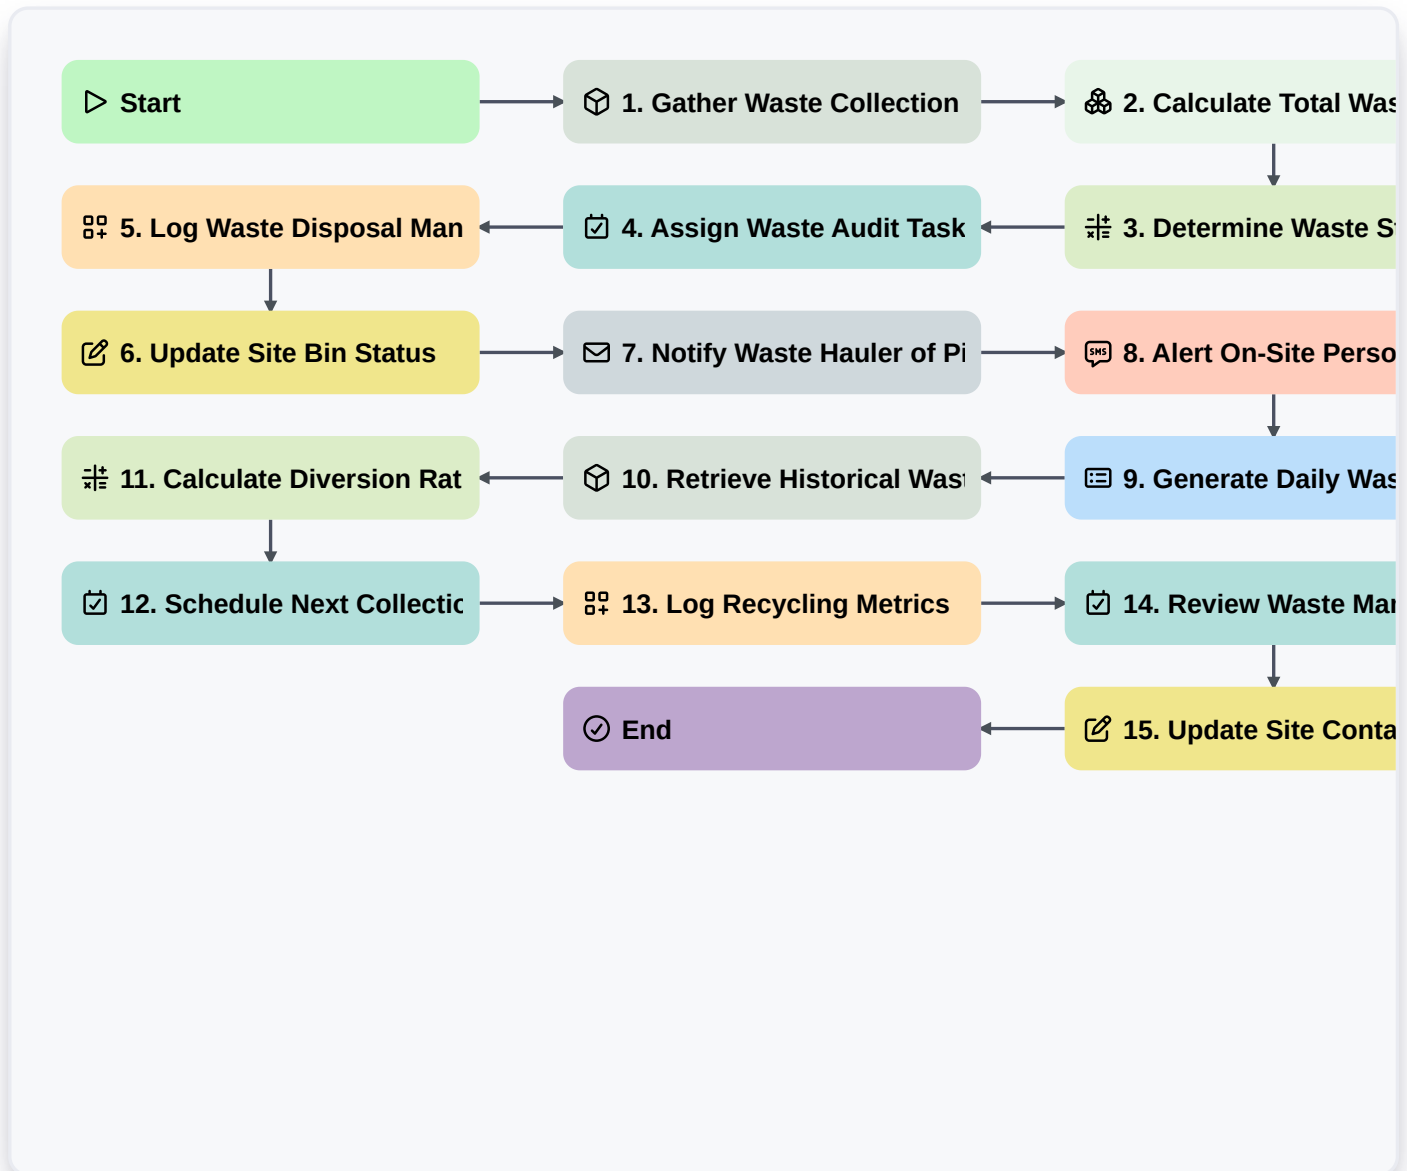 Start
1. Gather Waste Collection
2. Calculate Total Was
5. Log Waste Disposal Man
4. Assign Waste Audit Task
3. Determine Waste St
6. Update Site Bin Status
7. Notify Waste Hauler of Pi
SMS
8. Alert On-Site Perso
11. Calculate Diversion Rat
10. Retrieve Historical Wast
9. Generate Daily Was
12. Schedule Next Collectic
13. Log Recycling Metrics
14. Review Waste Mar
End
15. Update Site Conta